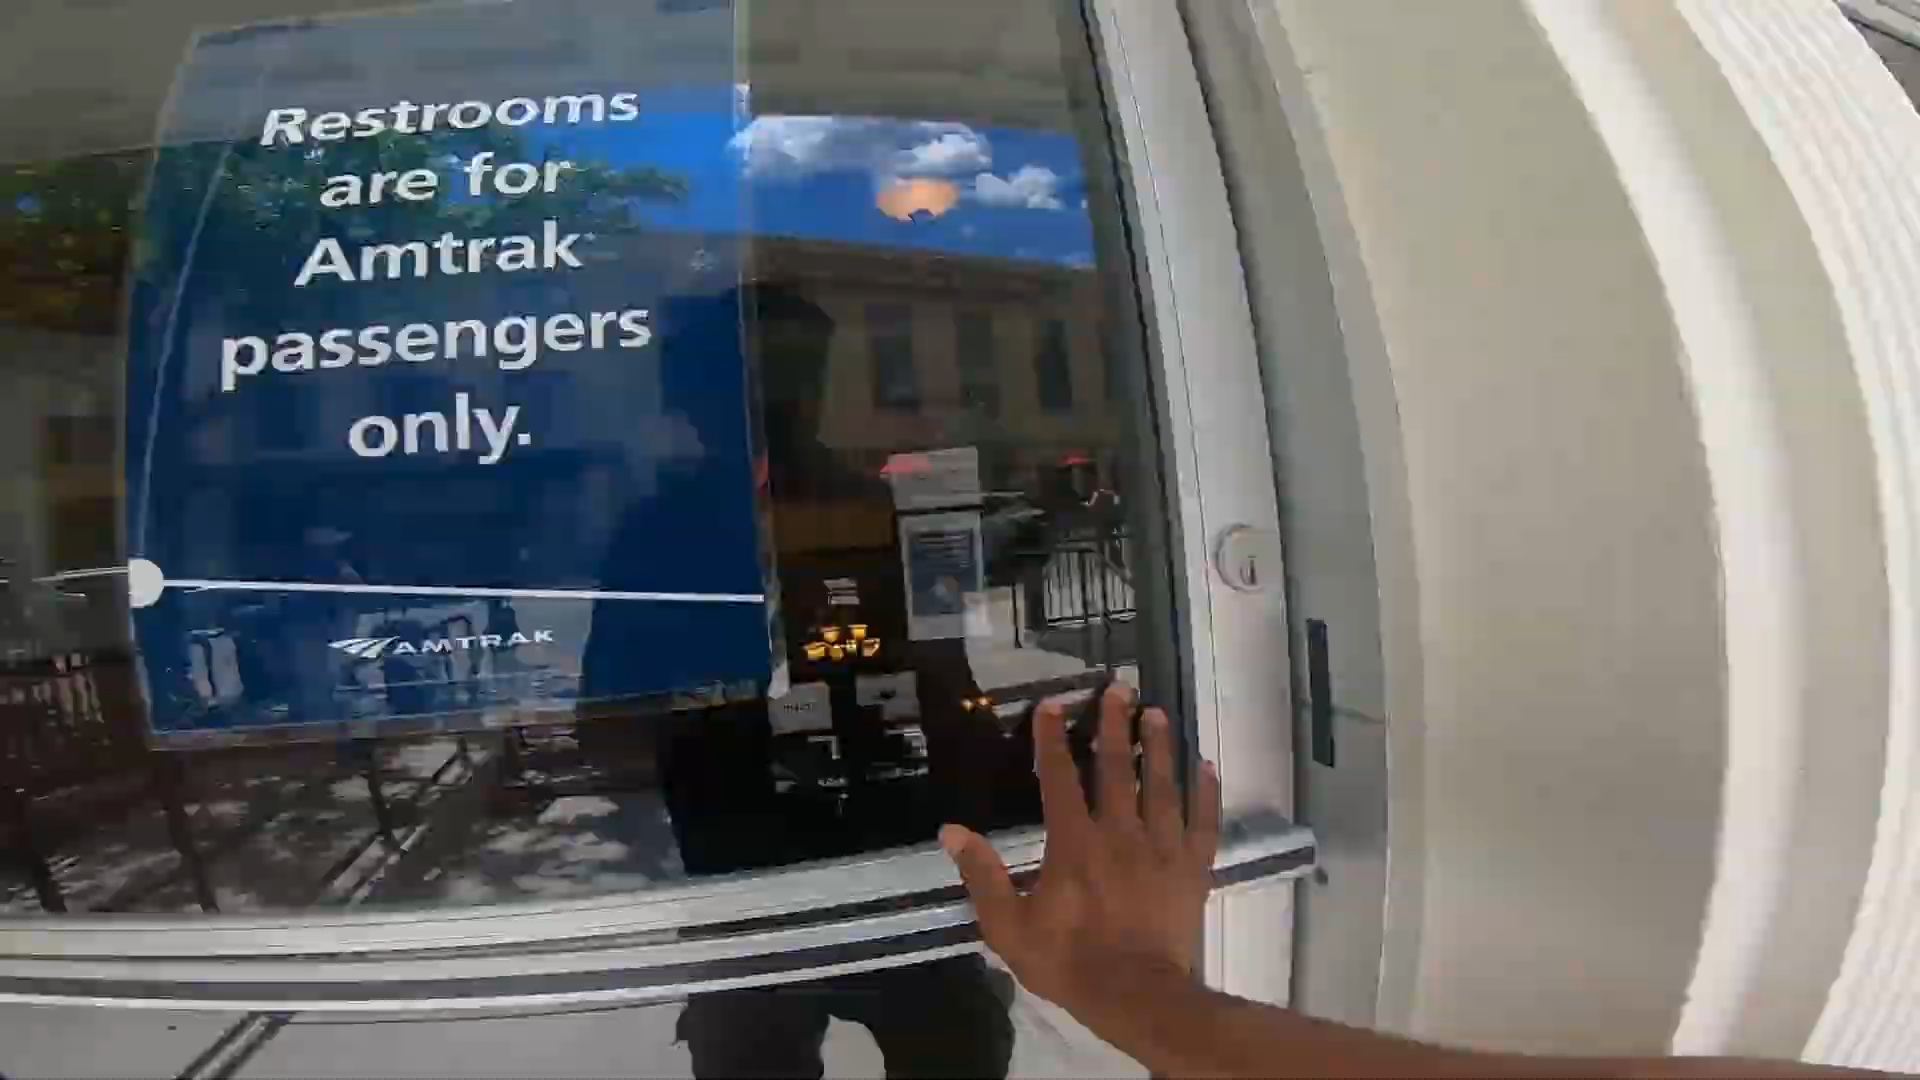 Restrooms
are for
Amtrak
passengers
only.
AMTRAK